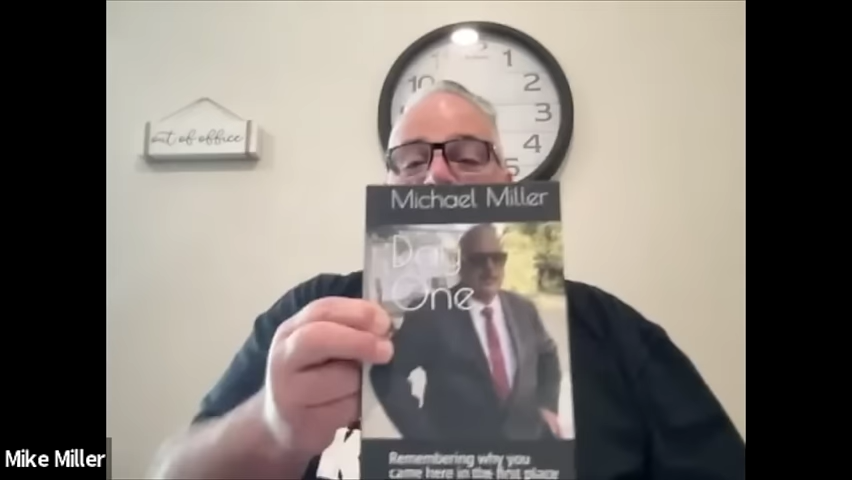 out of office
10
1
2
3
4
5
Michael Miller
Day
One
Remembering why you
came here in the first place
Mike Miller